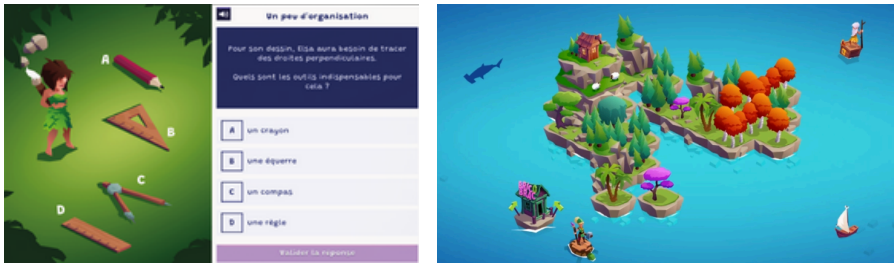 Un peu d'organisation
Pour son dessin, Elsa aura besoin de tracer
des droites perpendiculaires.
Quels sont les outils indispensables pour
cela ?
A
B
C
D
A un crayon
B une équerre
C un compas
D une règle
Valider la réponse